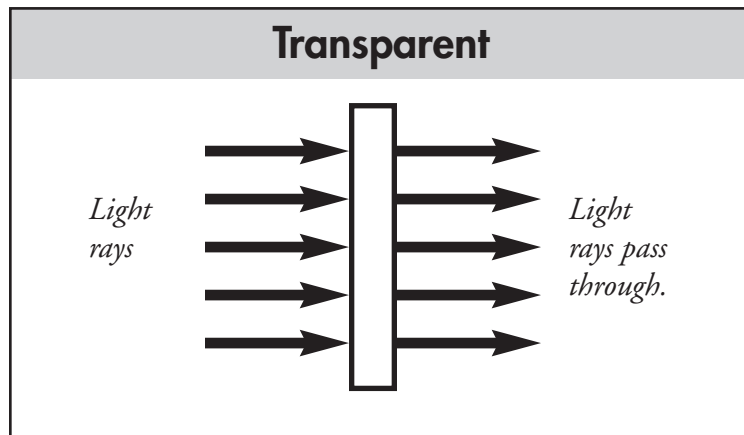 Transparent
Light
rays
Light
rays pass
through.